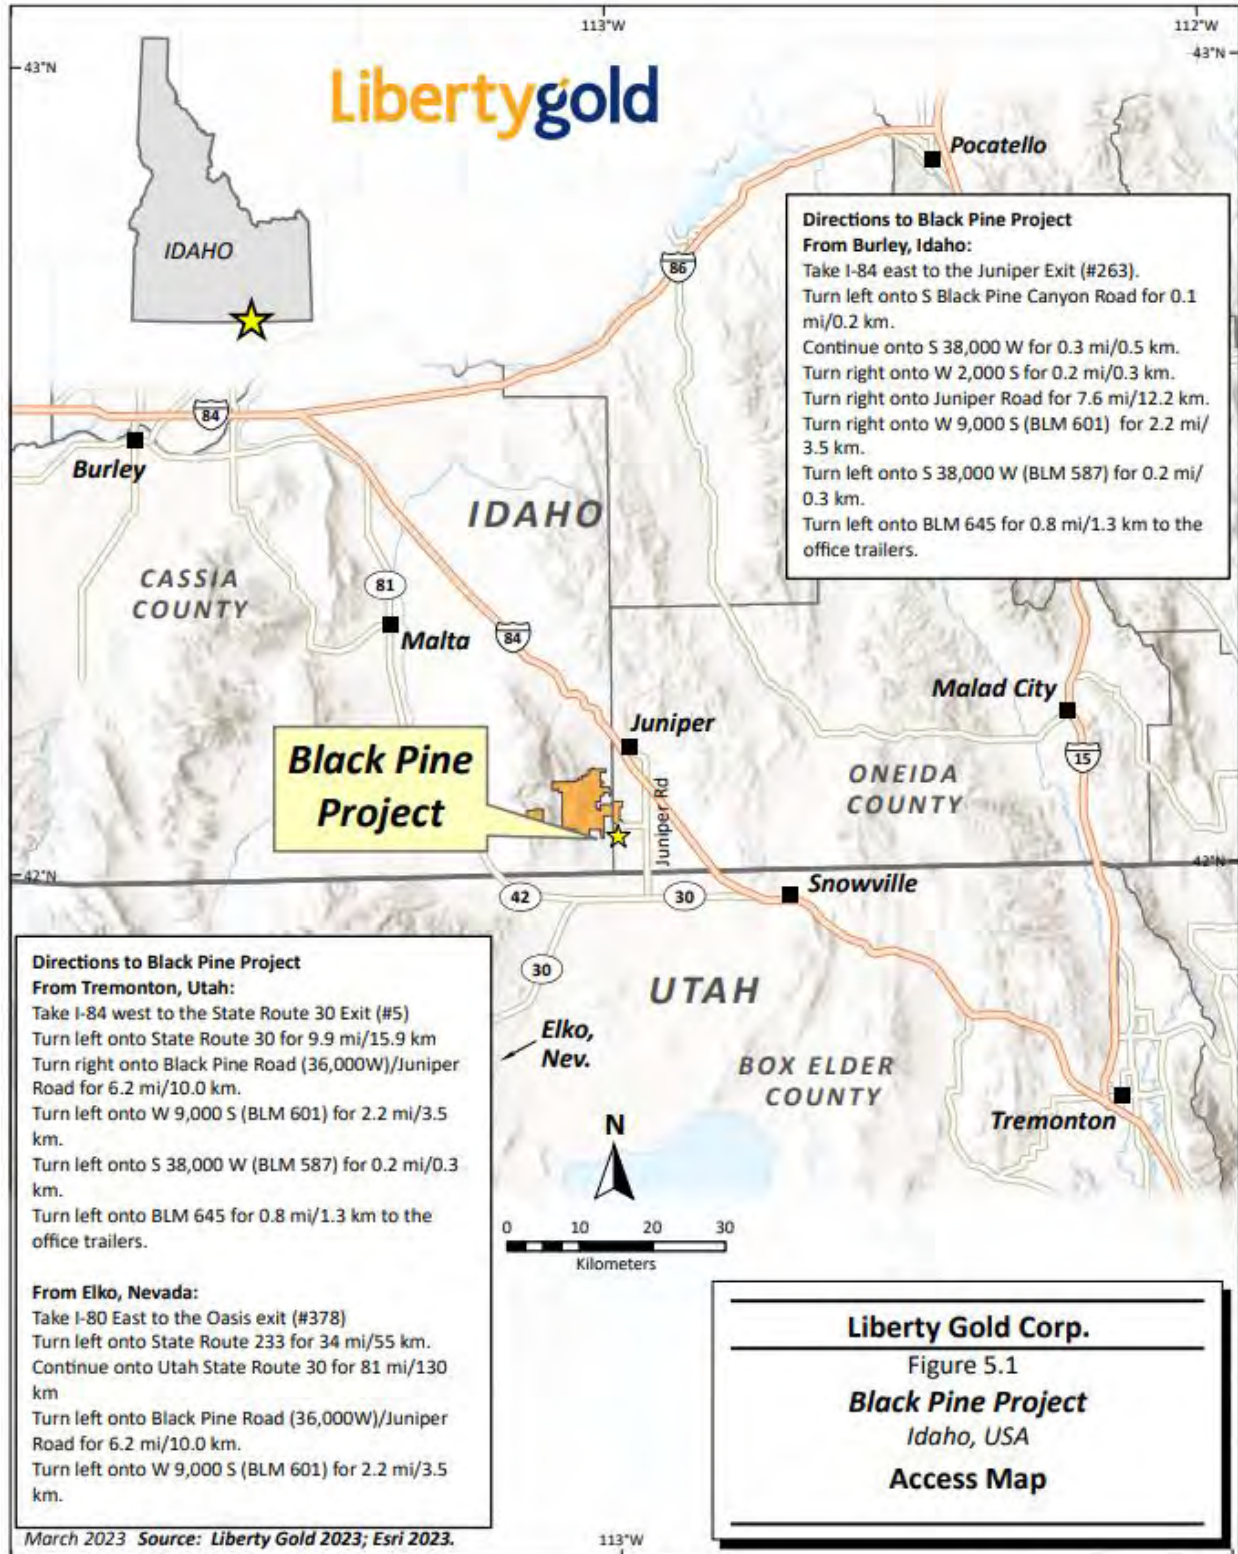 113°W
112°W
43°N
43°N
Libertygold
Pocatello
IDAHO
86
Directions to Black Pine Project
From Burley, Idaho:
Take I-84 east to the Juniper Exit (#263).
Turn left onto S Black Pine Canyon Road for 0.1
mi/0.2 km.
Continue onto S 38,000 W for 0.3 mi/0.5 km.
Turn right onto W 2,000 S for 0.2 mi/0.3 km.
Turn right onto Juniper Road for 7.6 mi/12.2 km.
Turn right onto W 9,000 S (BLM 601) for 2.2 mi/
3.5 km.
Turn left onto S 38,000 W (BLM 587) for 0.2 mi/
0.3 km.
Turn left onto BLM 645 for 0.8 mi/1.3 km to the
office trailers.
84
Burley
IDAHO
CASSIA
COUNTY
81
Malta
84
Malad City
Juniper
15
Black Pine
Project
ONEIDA
COUNTY
Juniper Rd
42°N
42°N
42
30
Snowville
30
UTAH
Elko,
Nev.
BOX ELDER
COUNTY
Tremonton
Directions to Black Pine Project
From Tremonton, Utah:
Take I-84 west to the State Route 30 Exit (#5)
Turn left onto State Route 30 for 9.9 mi/15.9 km
Turn right onto Black Pine Road (36,000W)/Juniper
Road for 6.2 mi/10.0 km.
Turn left onto W 9,000 S (BLM 601) for 2.2 mi/3.5
km.
Turn left onto S 38,000 W (BLM 587) for 0.2 mi/0.3
km.
Turn left onto BLM 645 for 0.8 mi/1.3 km to the
office trailers.
From Elko, Nevada:
Take I-80 East to the Oasis exit (#378)
Turn left onto State Route 233 for 34 mi/55 km.
Continue onto Utah State Route 30 for 81 mi/130
km
Turn left onto Black Pine Road (36,000W)/Juniper
Road for 6.2 mi/10.0 km.
Turn left onto W 9,000 S (BLM 601) for 2.2 mi/3.5
km.
N
0 10 20 30
Kilometers
Liberty Gold Corp.
Figure 5.1
Black Pine Project
Idaho, USA
Access Map
March 2023 Source: Liberty Gold 2023; Esri 2023.
113°W